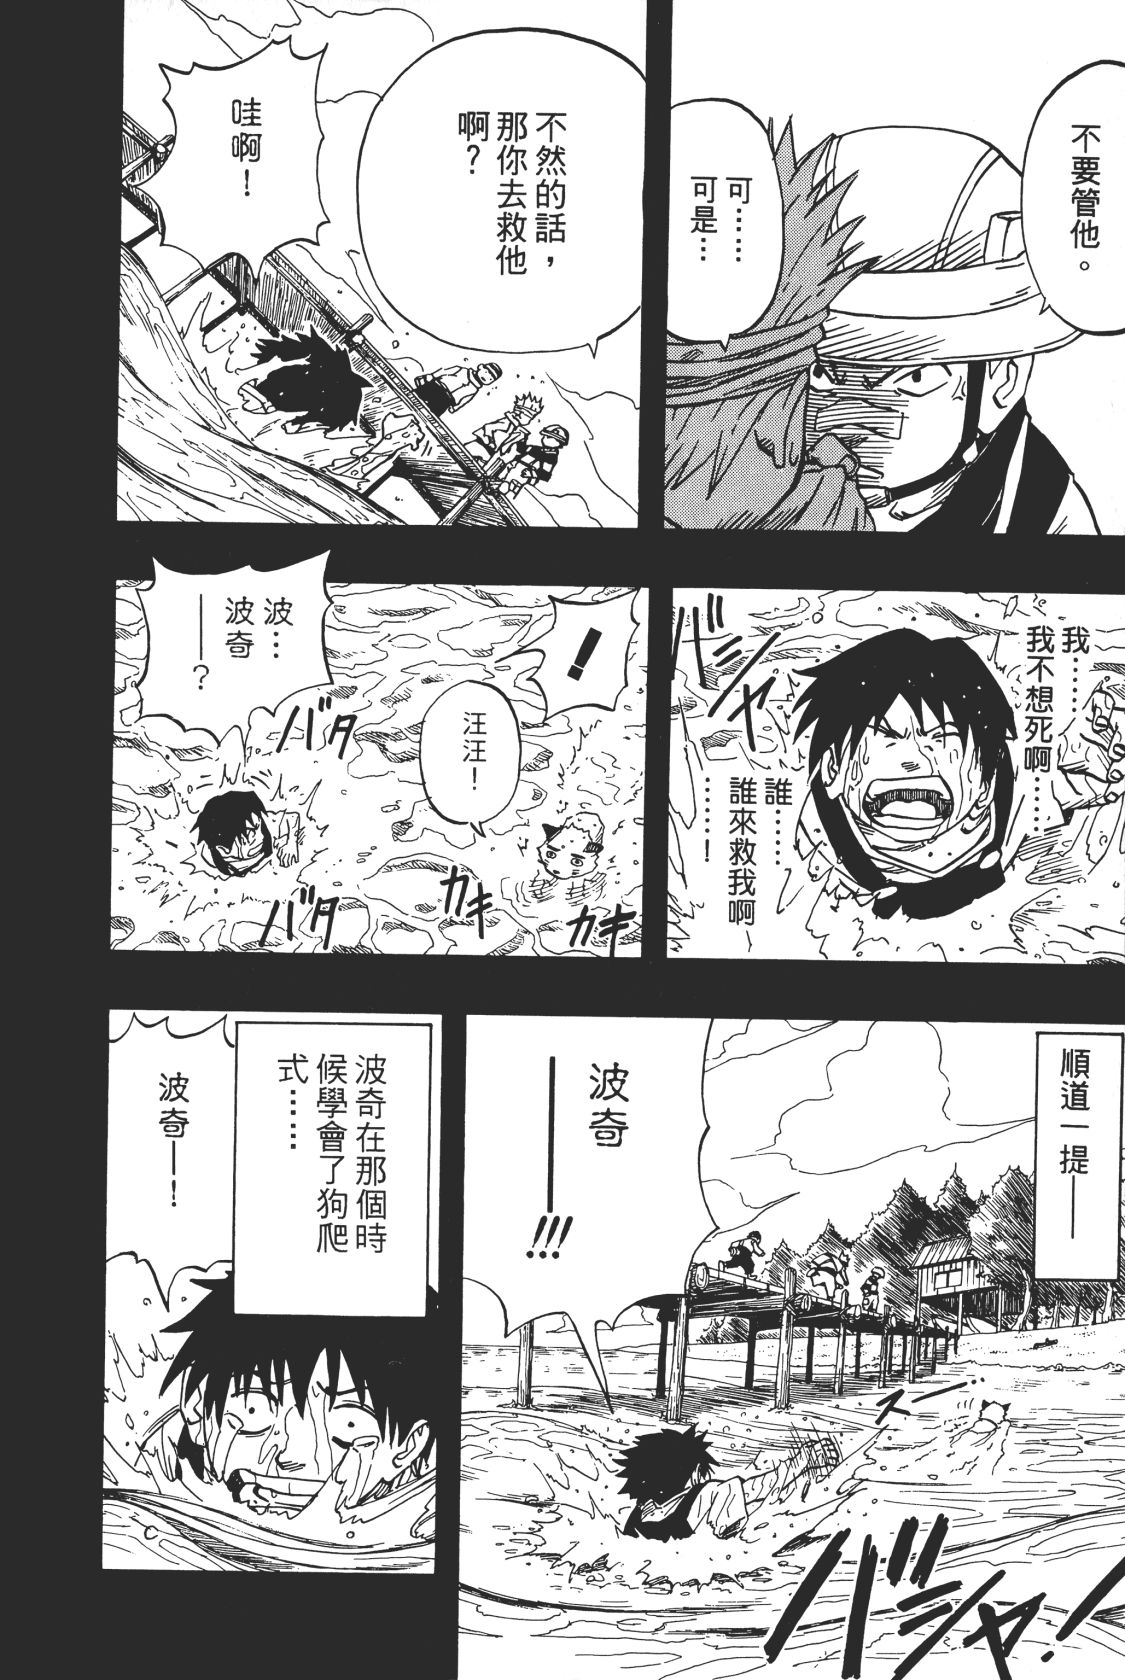 不要管他。
可……
可是…
不然的話，
那你去救他
啊？
哇啊！
我……
我不想死啊……
誰……
誰來救我啊~
……！
バシャ
！
汪汪！
波…
波奇
——？
バタ
バタ
カキ
カキ
順道一提——
波奇
——!!!
スーッ
バシャ！
波奇在那個時
候學會了狗爬
式……
波奇——！